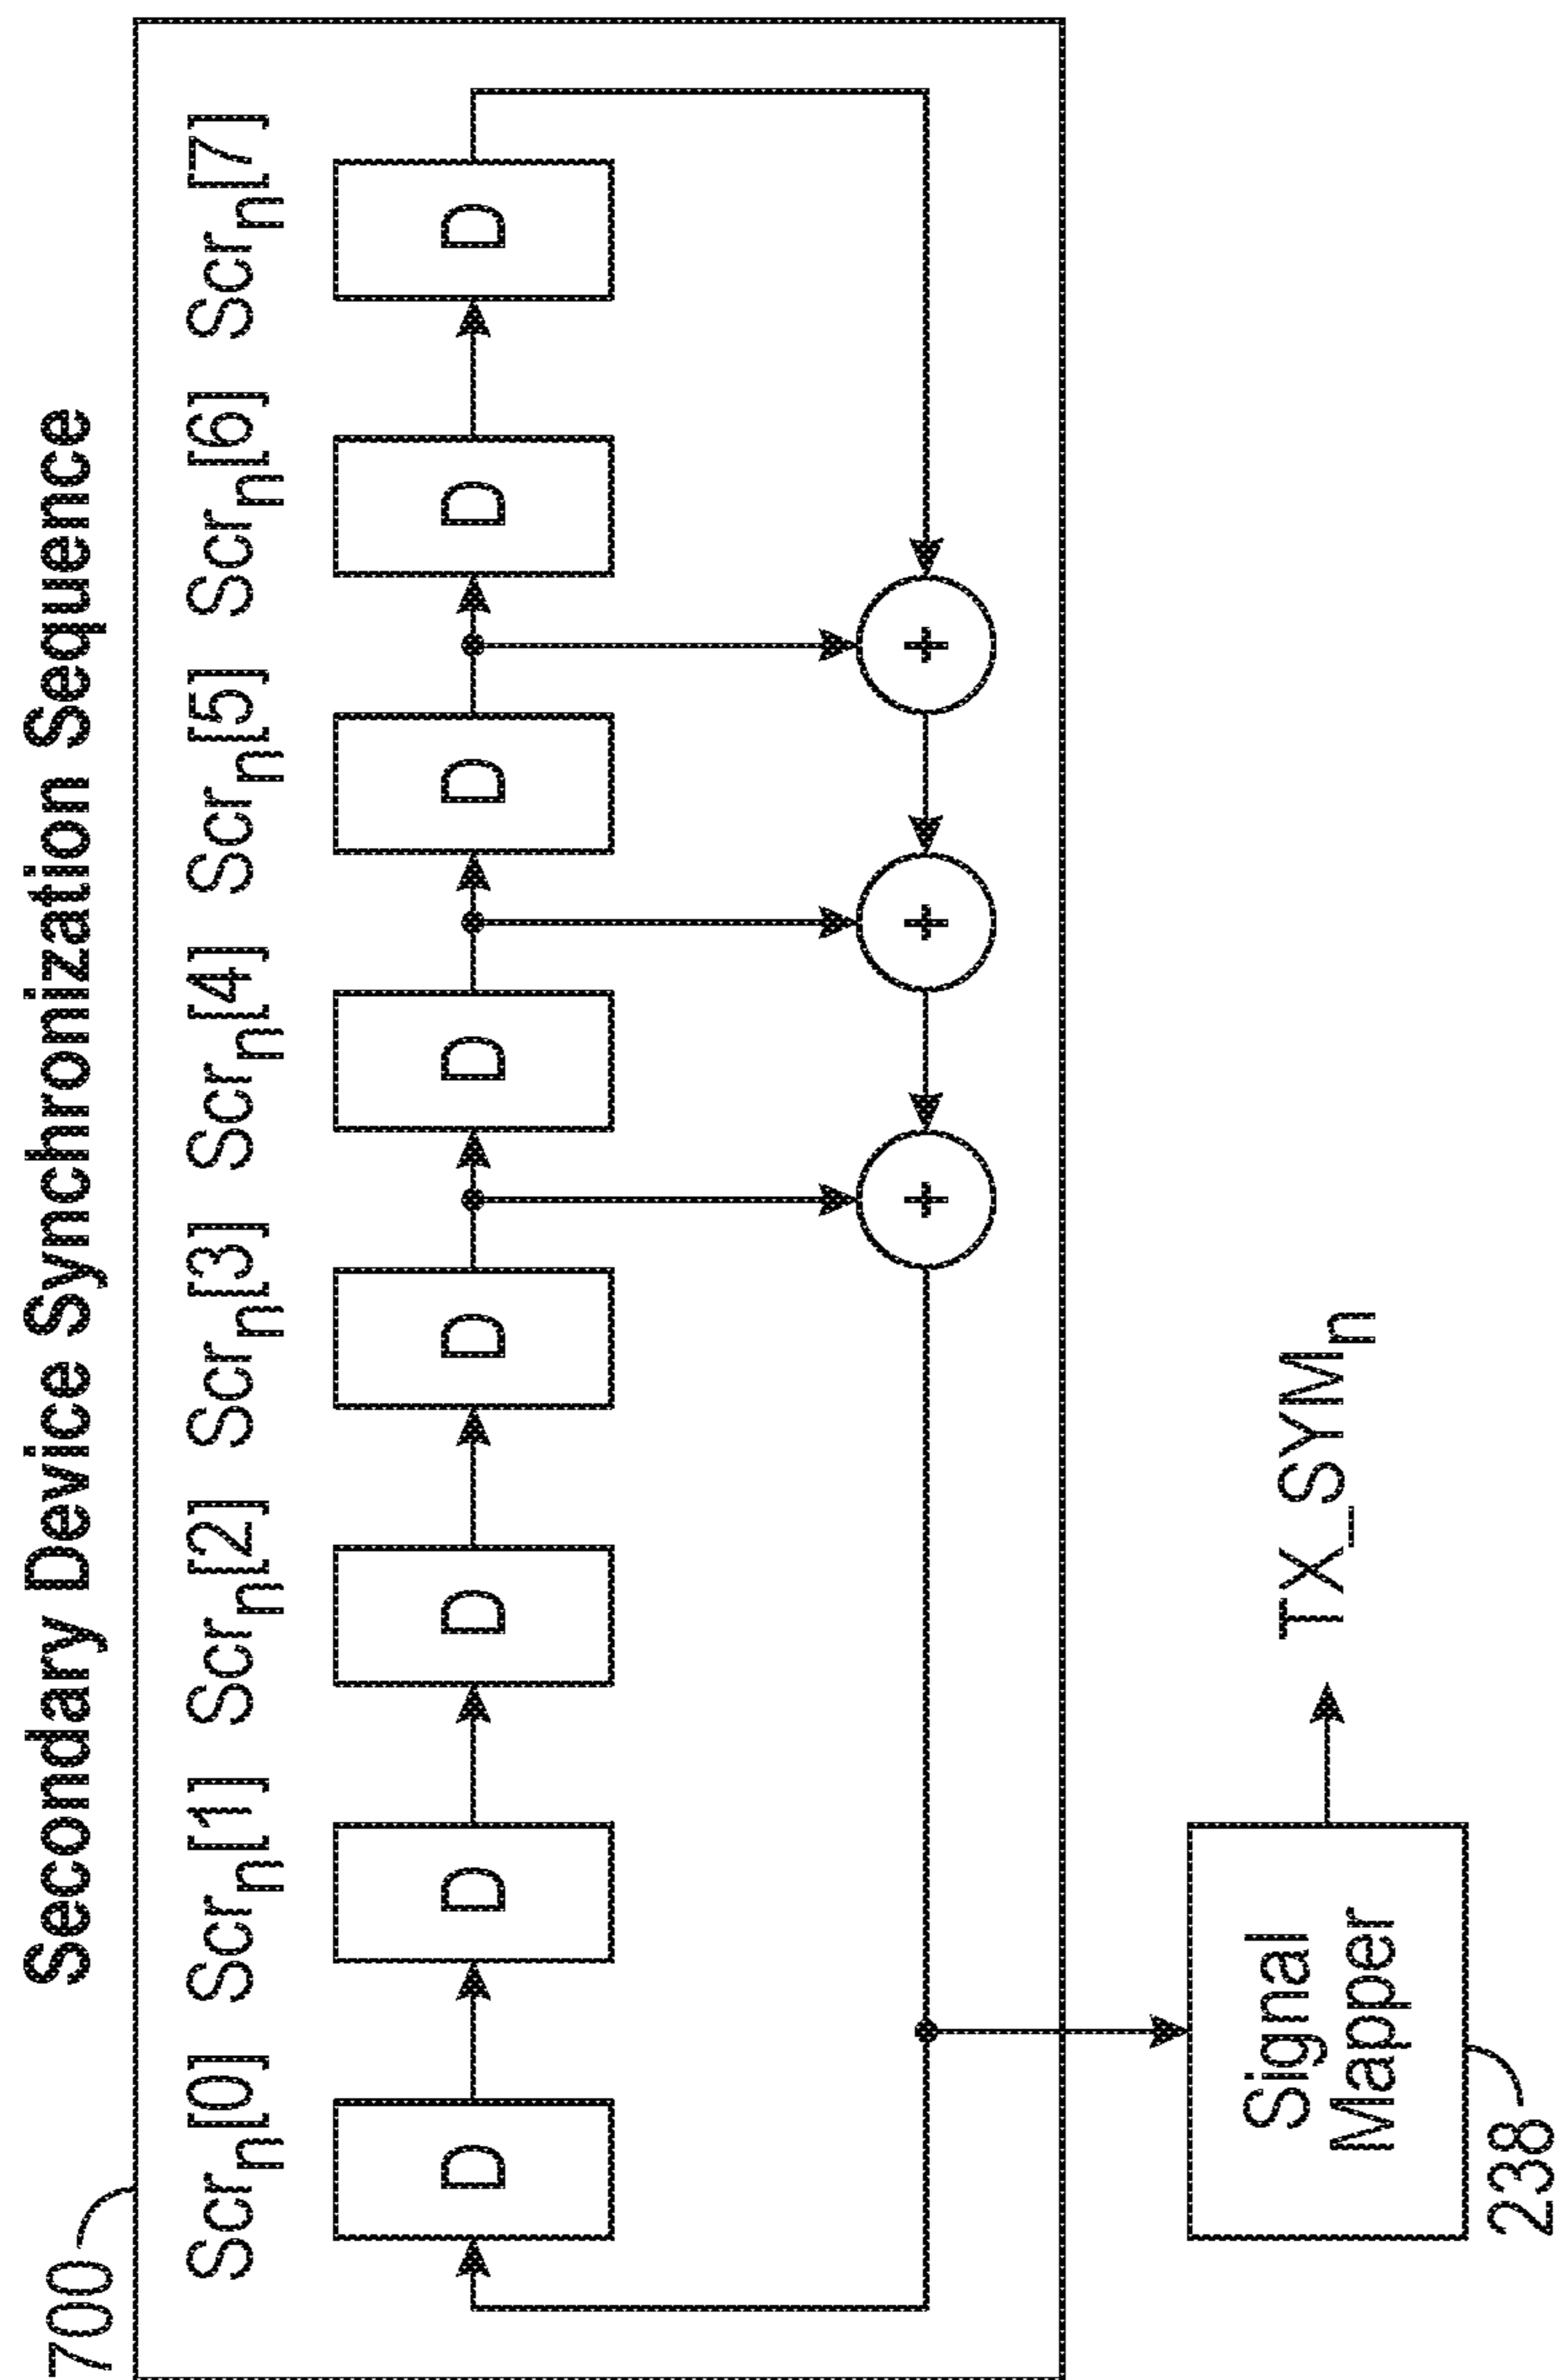 Secondary Device Synchronization Sequence
700
Scrn[0] Scrn[1] Scrn[2] Scrn[3] Scrn[4] Scrn[5] Scrn[6] Scrn[7]
D D D D D D D D
+ + +
Signal
Mapper
TX_SYMn
238